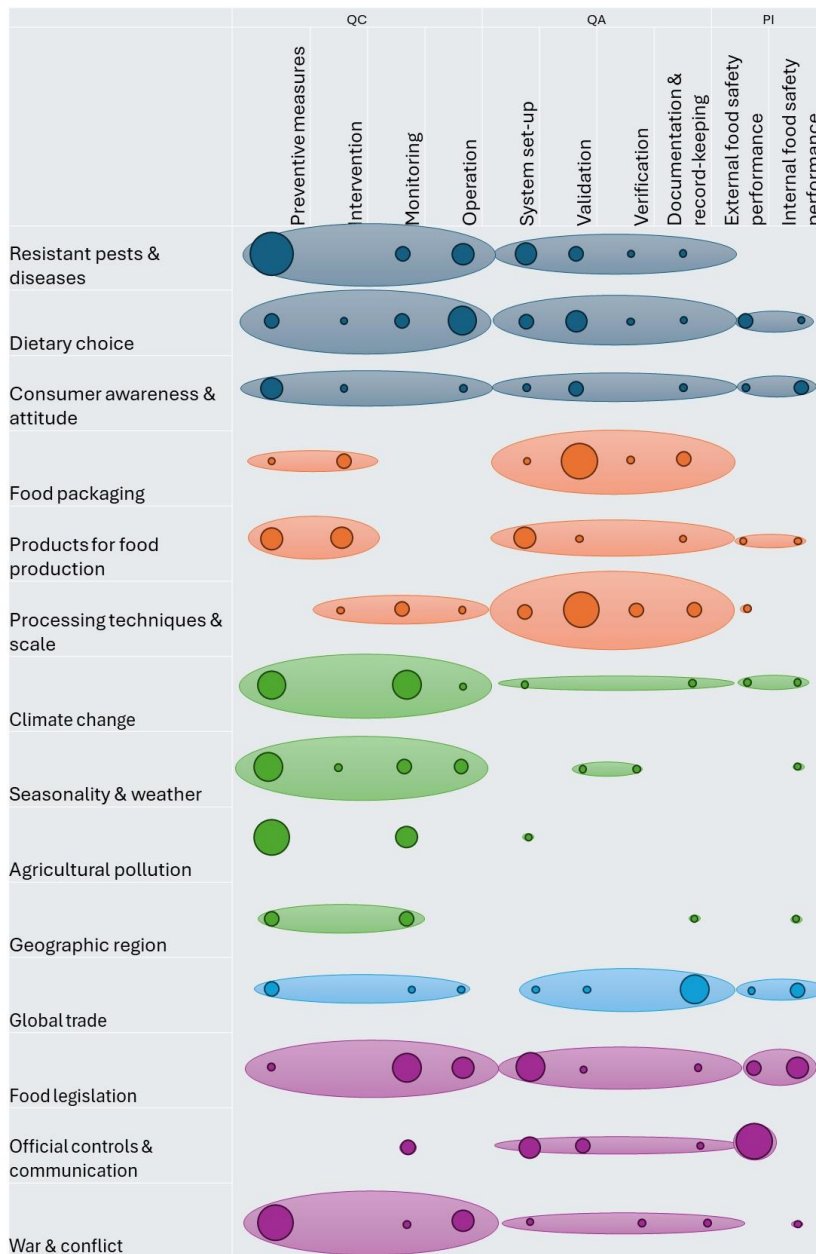 QC QA PI
Preventive measures
Intervention
Monitoring
Operation
System set-up
Validation
Verification
Documentation &
record-keeping
External food safety
performance
Internal food safety
performance
Resistant pests &
diseases
Dietary choice
Consumer awareness &
attitude
Food packaging
Products for food
production
Processing techniques &
scale
Climate change
Seasonality & weather
Agricultural pollution
Geographic region
Global trade
Food legislation
Official controls &
communication
War & conflict